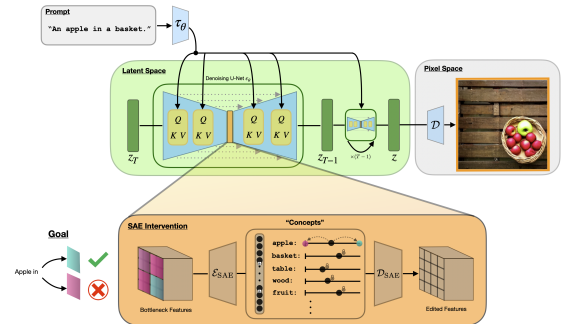 Prompt
"An apple in a basket."
τθ
Latent Space
Denoising U-Net εθ
Pixel Space
Q Q Q Q
K V K V K V K V
zT
zT−1
×(T−1)
z
D
SAE Intervention
"Concepts"
Goal
Apple in
apple:
basket:
table:
wood:
fruit:
ℰSAE
DSAE
Bottleneck Features
Edited Features